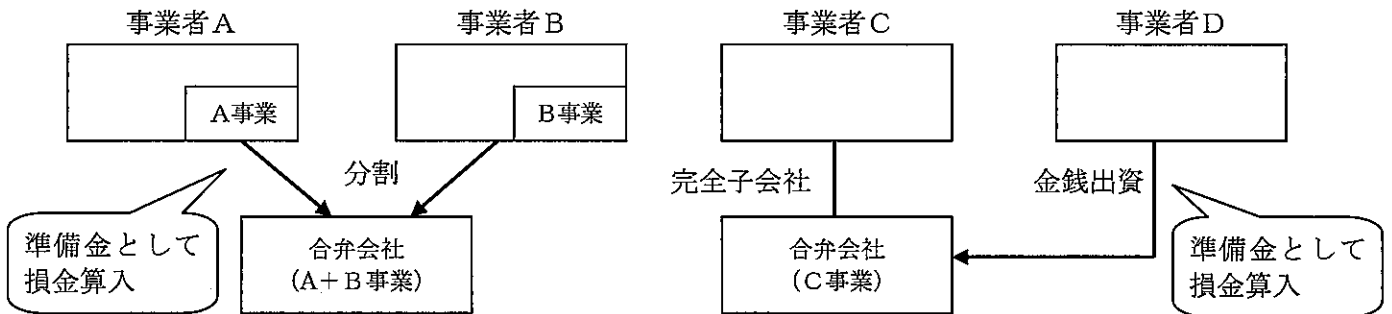 事業者A
事業者B
事業者C
事業者D
A事業
B事業
分割
完全子会社
金銭出資
準備金として
損金算入
合弁会社
(A+B事業)
合弁会社
(C事業)
準備金として
損金算入